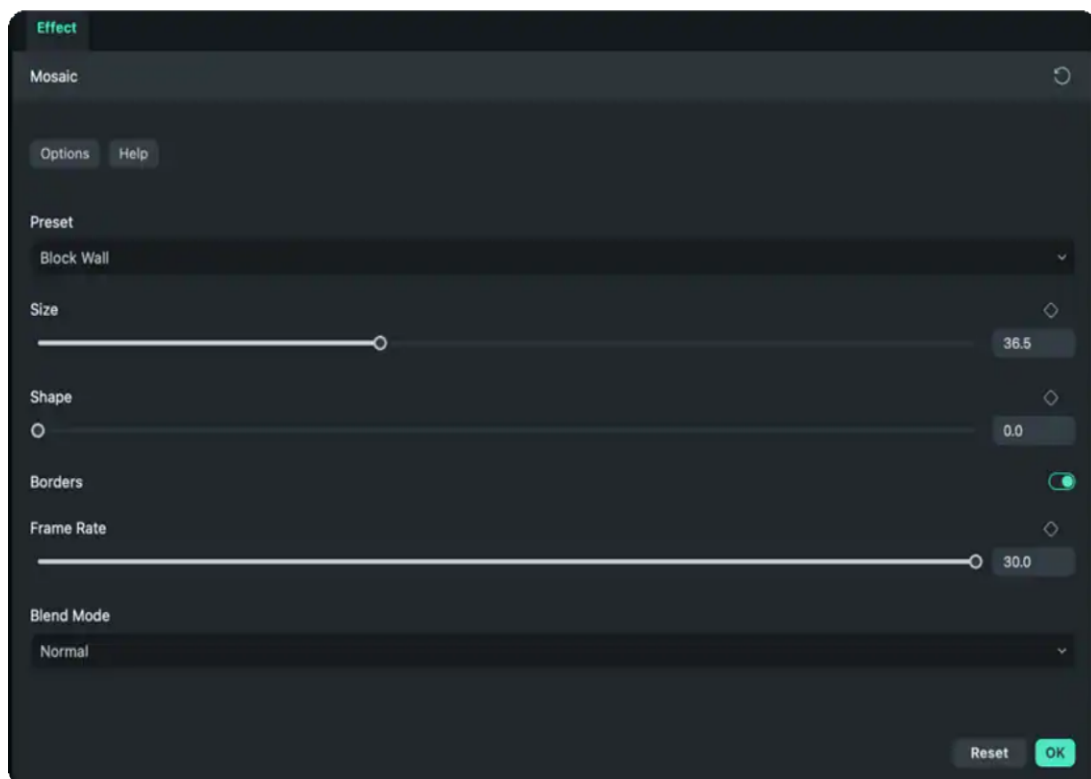 Effect
Mosaic
Options Help
Preset
Block Wall
Size
36.5
Shape
0.0
Borders
Frame Rate
30.0
Blend Mode
Normal
Reset OK